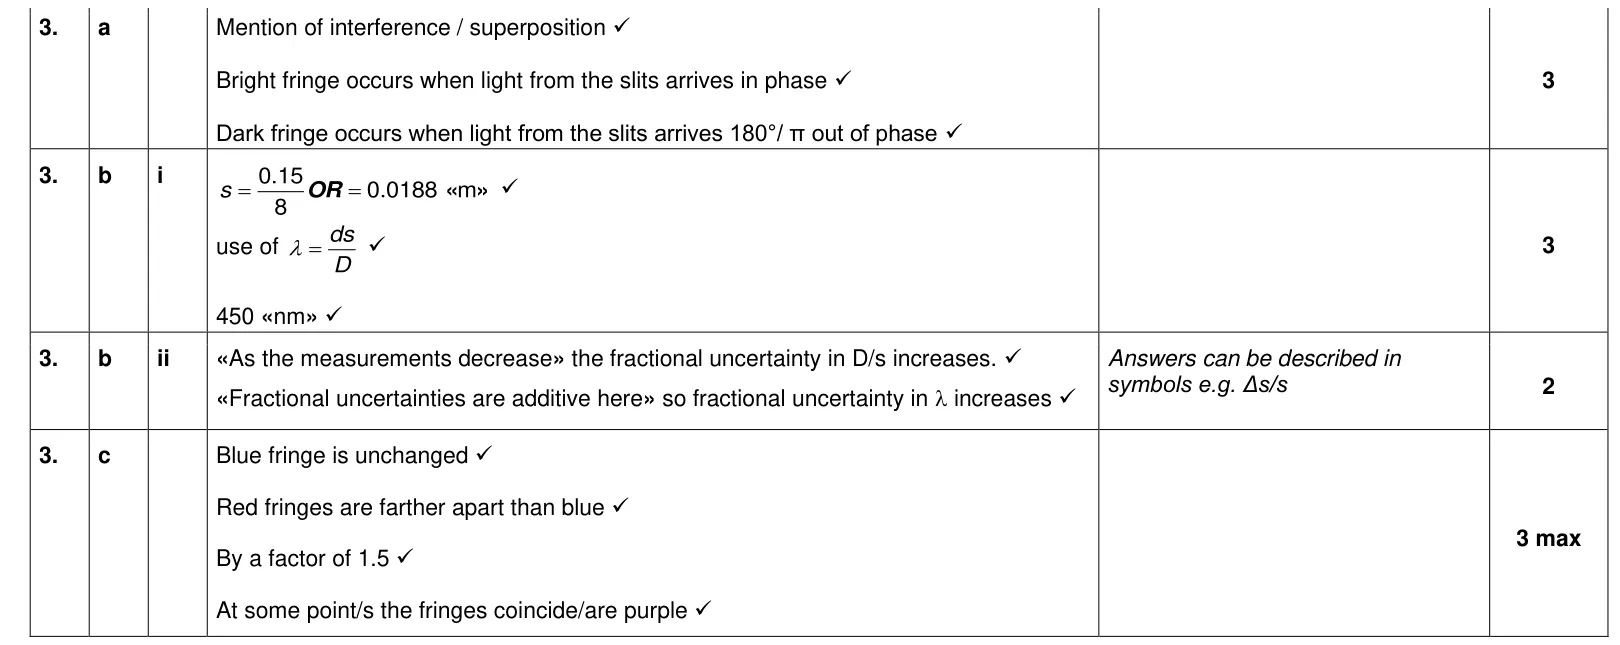 3. a Mention of interference / superposition ✓
Bright fringe occurs when light from the slits arrives in phase ✓
3
Dark fringe occurs when light from the slits arrives 180°/ π out of phase ✓
3. b i s = 0.15/8 OR = 0.0188 «m» ✓
use of λ = ds/D ✓
3
450 «nm» ✓
3. b ii «As the measurements decrease» the fractional uncertainty in D/s increases. ✓
«Fractional uncertainties are additive here» so fractional uncertainty in λ increases ✓
Answers can be described in
symbols e.g. Δs/s
2
3. c Blue fringe is unchanged ✓
Red fringes are farther apart than blue ✓
By a factor of 1.5 ✓
At some point/s the fringes coincide/are purple ✓
3 max